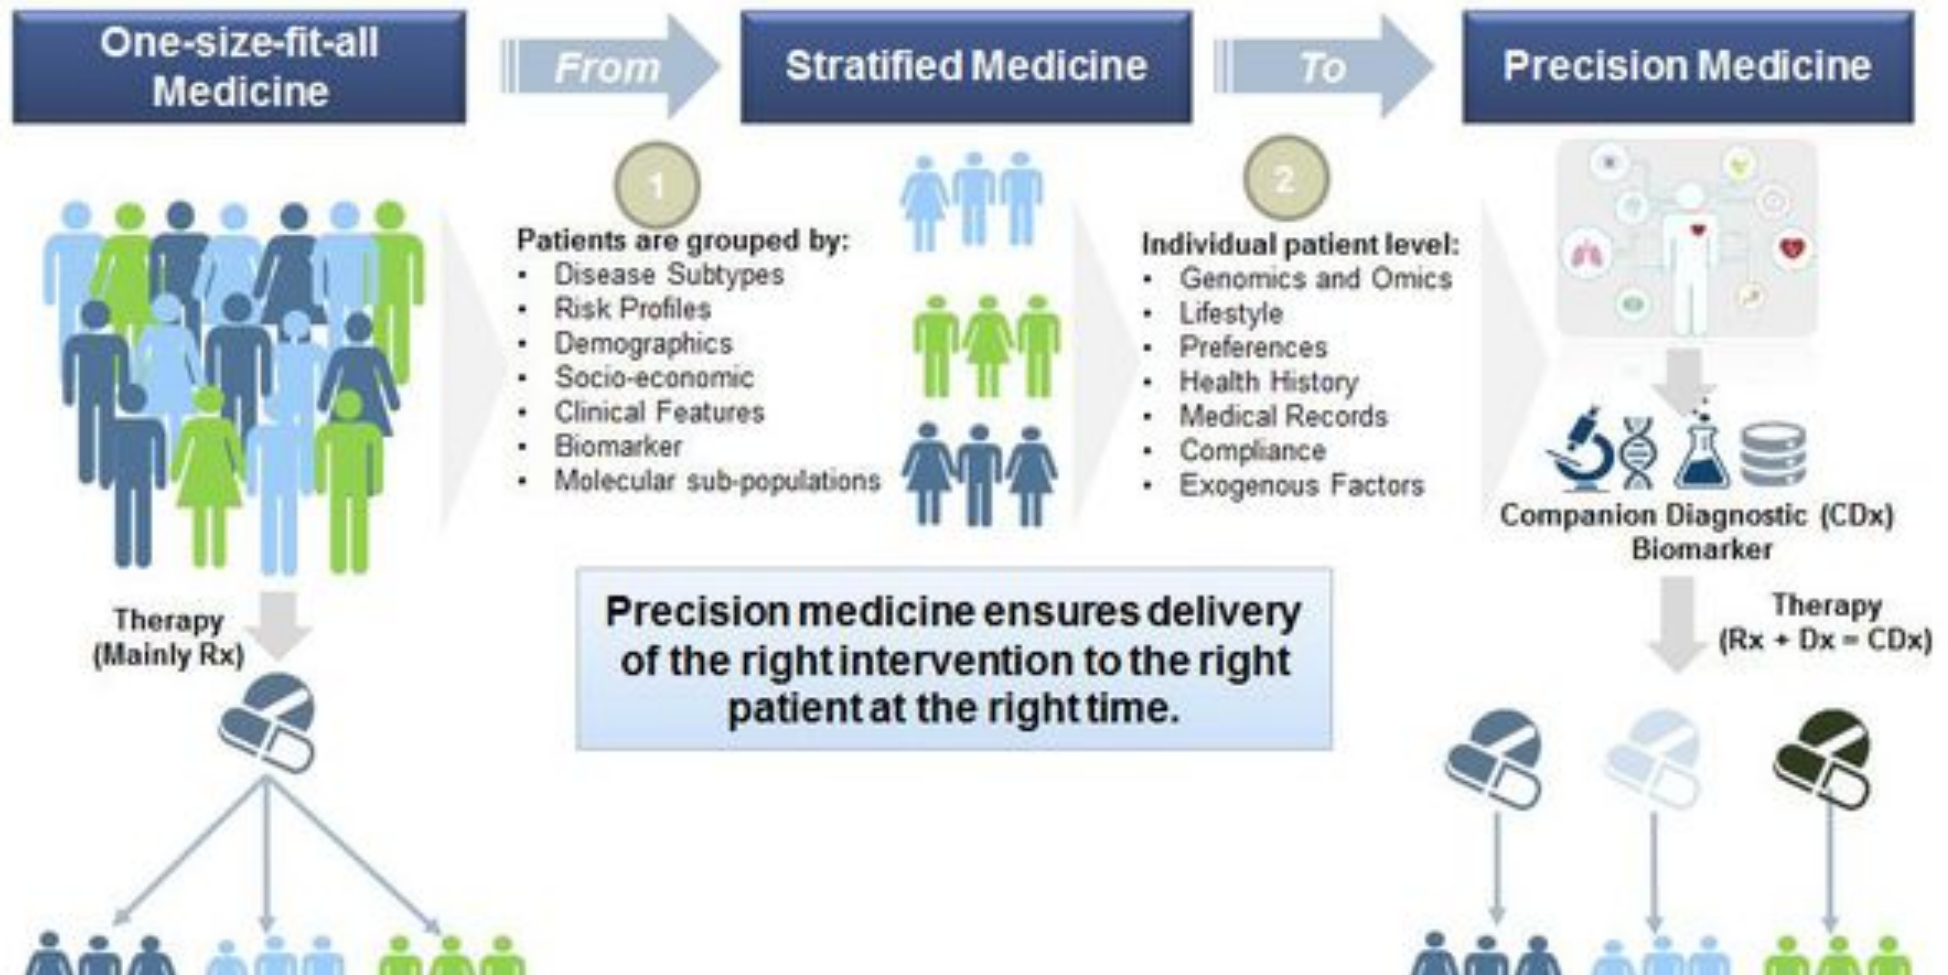 One-size-fit-all
Medicine
From
Stratified Medicine
To
Precision Medicine
1
Patients are grouped by:
• Disease Subtypes
• Risk Profiles
• Demographics
• Socio-economic
• Clinical Features
• Biomarker
• Molecular sub-populations
2
Individual patient level:
• Genomics and Omics
• Lifestyle
• Preferences
• Health History
• Medical Records
• Compliance
• Exogenous Factors
Companion Diagnostic (CDx)
Biomarker
Therapy
(Mainly Rx)
Precision medicine ensures delivery
of the right intervention to the right
patient at the right time.
Therapy
(Rx + Dx = CDx)